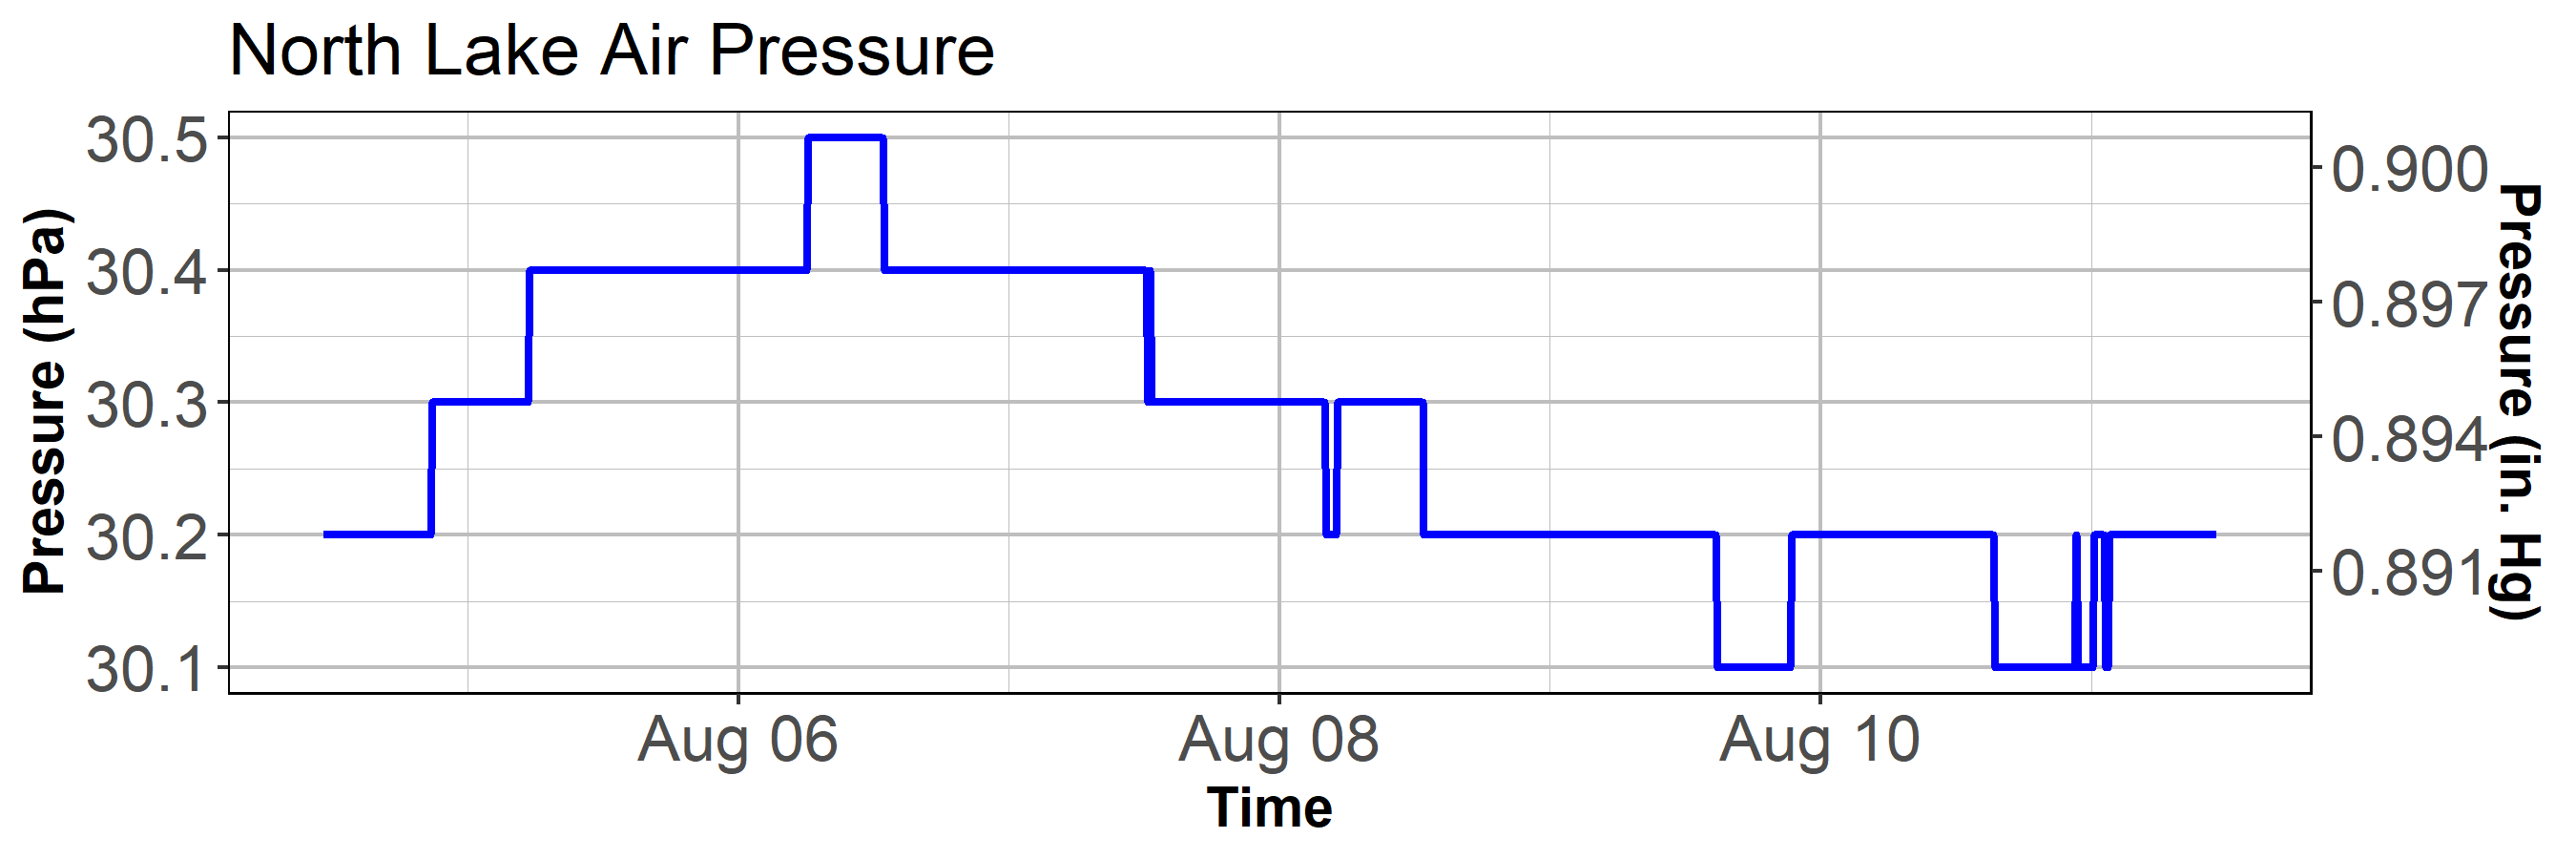 North Lake Air Pressure
Pressure (hPa)
30.5
30.4
30.3
30.2
30.1
0.900
0.897
0.894
0.891
Pressure (in. Hg)
Aug 06 Aug 08 Aug 10
Time